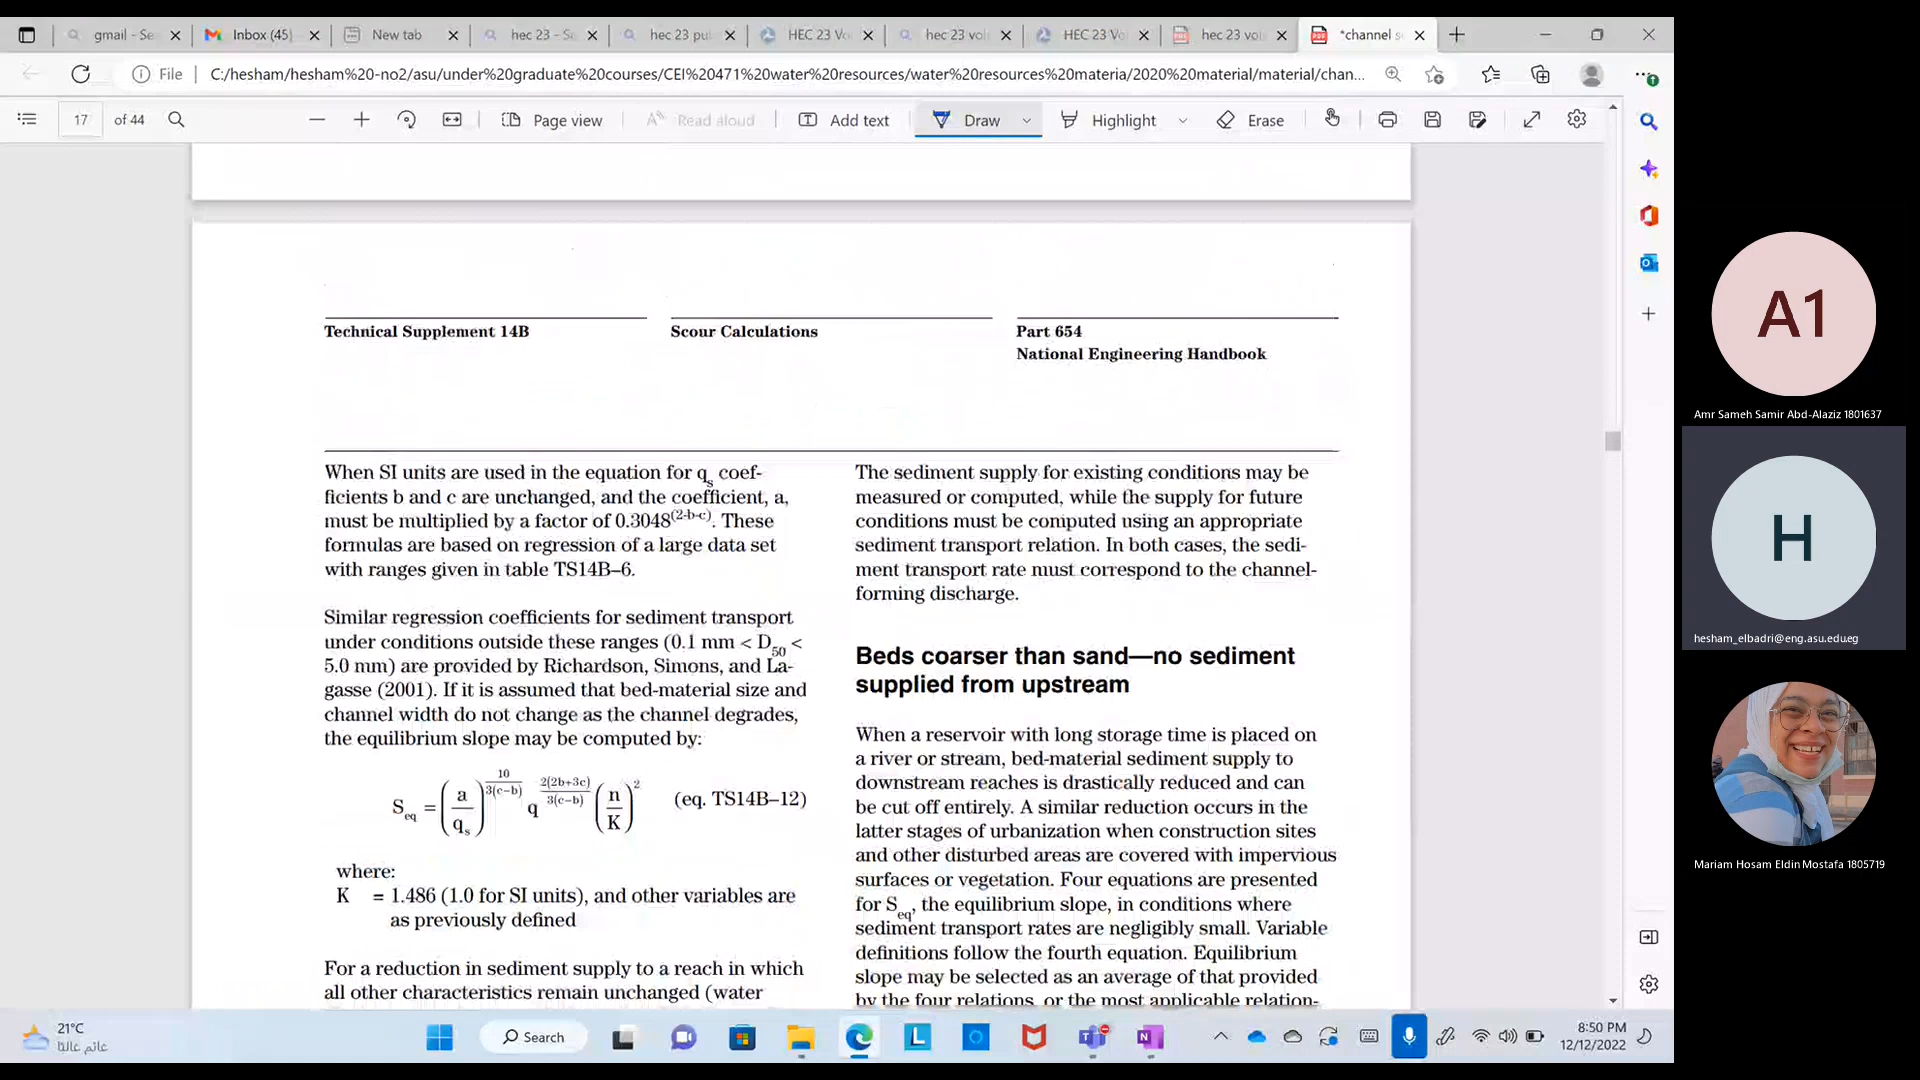 gmail - Se
Inbox (45)
New tab
hec 23 - S
hec 23 pu
HEC 23 Vo
hec 23 vol
HEC 23 Vo
hec 23 vol
*channel s
File
C:/hesham/hesham%20-no2/asu/under%20graduate%20courses/CEI%20471%20water%20resources/water%20resources%20materia/2020%20material/material/chan...
17 of 44
Page view
Read aloud
Add text
Draw
Highlight
Erase
Technical Supplement 14B
Scour Calculations
Part 654
National Engineering Handbook
When SI units are used in the equation for qs coef-
ficients b and c are unchanged, and the coefficient, a,
must be multiplied by a factor of 0.3048(2-b-c). These
formulas are based on regression of a large data set
with ranges given in table TS14B–6.
Similar regression coefficients for sediment transport
under conditions outside these ranges (0.1 mm < D50 <
5.0 mm) are provided by Richardson, Simons, and La-
gasse (2001). If it is assumed that bed-material size and
channel width do not change as the channel degrades,
the equilibrium slope may be computed by:
Seq = (a/qs)^(10/3(c–b)) q^(2(2b+3c)/3(c–b)) (n/K)^2 (eq. TS14B–12)
where:
K = 1.486 (1.0 for SI units), and other variables are
as previously defined
For a reduction in sediment supply to a reach in which
all other characteristics remain unchanged (water
The sediment supply for existing conditions may be
measured or computed, while the supply for future
conditions must be computed using an appropriate
sediment transport relation. In both cases, the sedi-
ment transport rate must correspond to the channel-
forming discharge.
Beds coarser than sand—no sediment
supplied from upstream
When a reservoir with long storage time is placed on
a river or stream, bed-material sediment supply to
downstream reaches is drastically reduced and can
be cut off entirely. A similar reduction occurs in the
latter stages of urbanization when construction sites
and other disturbed areas are covered with impervious
surfaces or vegetation. Four equations are presented
for Seq, the equilibrium slope, in conditions where
sediment transport rates are negligibly small. Variable
definitions follow the fourth equation. Equilibrium
slope may be selected as an average of that provided
by the four relations, or the most applicable relation-
A1
Amr Sameh Samir Abd-Alaziz 1801637
H
hesham_elbadri@eng.asu.edu.eg
Mariam Hosam Eldin Mostafa 1805719
21°C
غائم غالبًا
Search
8:50 PM
12/12/2022